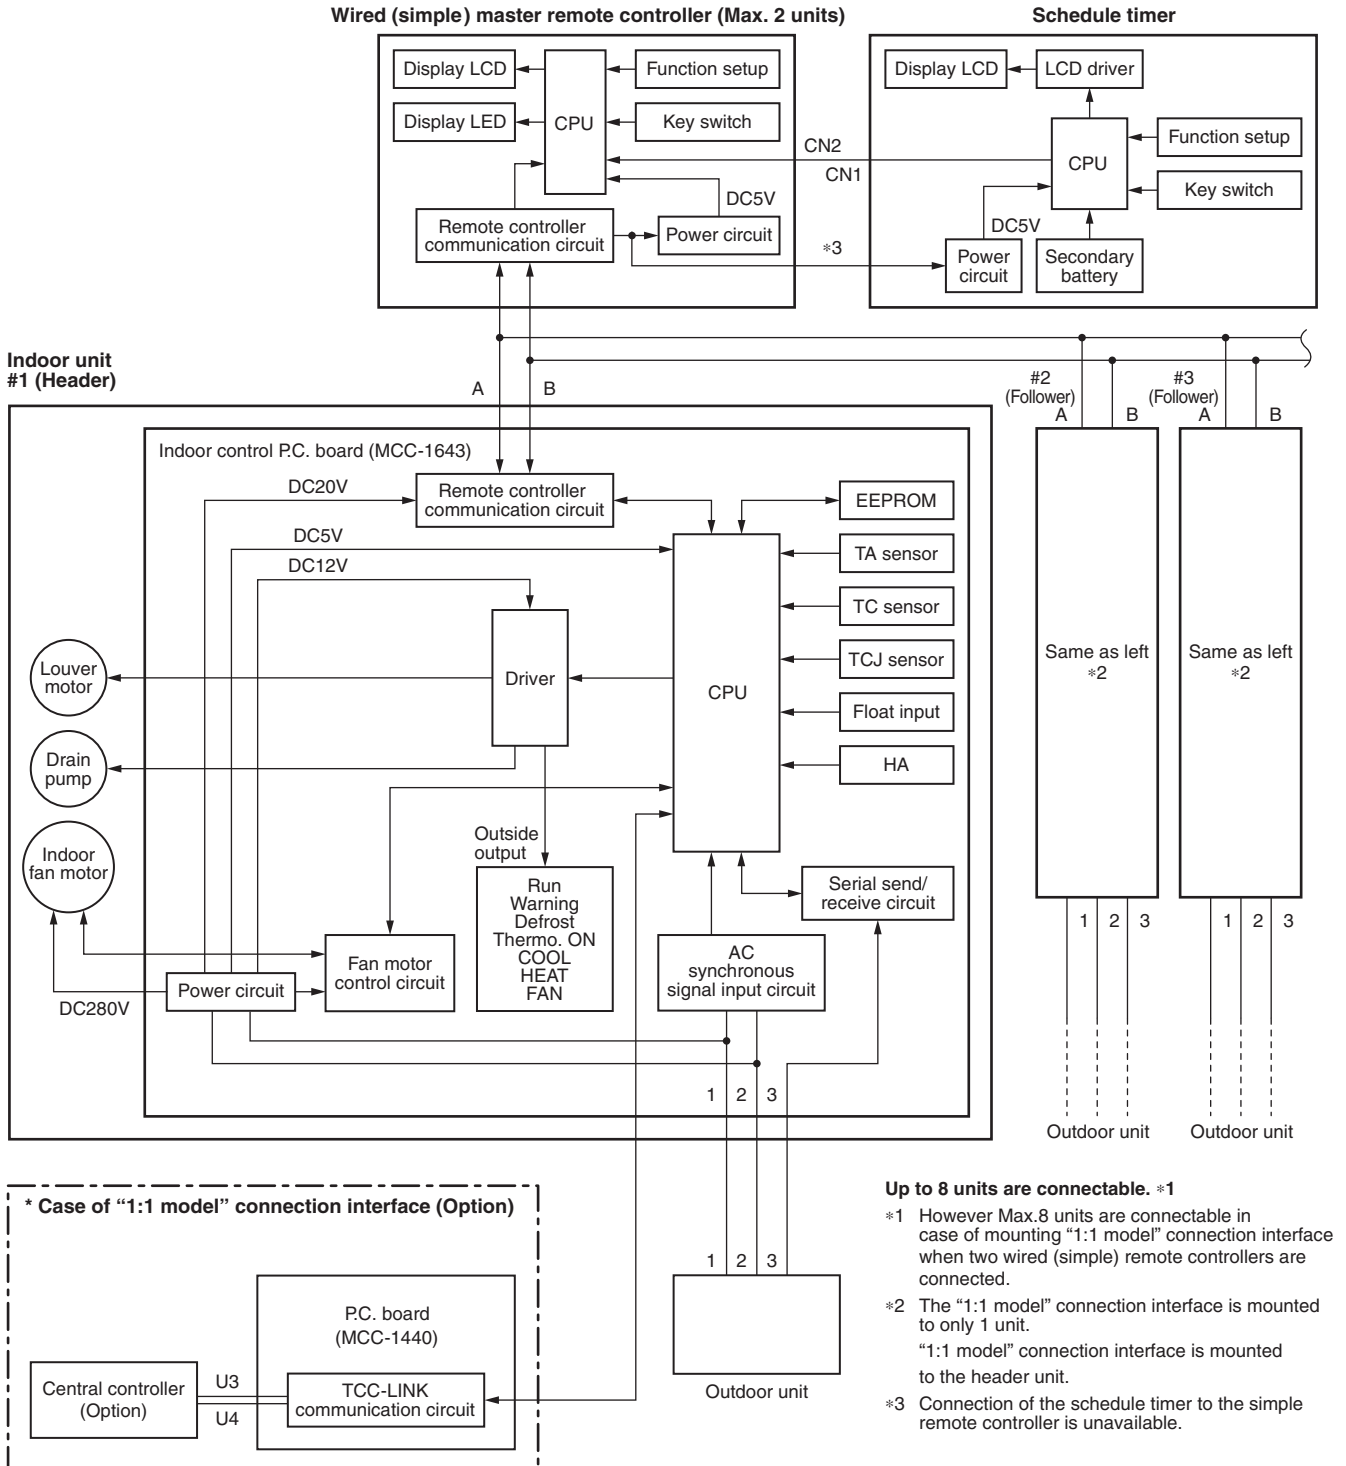 Wired (simple) master remote controller (Max. 2 units)
Schedule timer
Display LCD
Display LED
CPU
Function setup
Key switch
Remote controller
communication circuit
Power circuit
DC5V
CN2
CN1
∗3
Display LCD
LCD driver
CPU
Function setup
Key switch
DC5V
Power
circuit
Secondary
battery
Indoor unit
#1 (Header)
A
B
#2
(Follower)
A
B
#3
(Follower)
A
B
Indoor control P.C. board (MCC-1643)
DC20V
Remote controller
communication circuit
DC5V
DC12V
EEPROM
TA sensor
TC sensor
TCJ sensor
Float input
HA
CPU
Driver
Louver
motor
Drain
pump
Indoor
fan motor
Outside
output
Run
Warning
Defrost
Thermo. ON
COOL
HEAT
FAN
Serial send/
receive circuit
AC
synchronous
signal input circuit
Fan motor
control circuit
Power circuit
DC280V
1 2 3
Same as left
∗2
Same as left
∗2
1 2 3
1 2 3
Outdoor unit
Outdoor unit
* Case of “1:1 model” connection interface (Option)
P.C. board
(MCC-1440)
Central controller
(Option)
U3
U4
TCC-LINK
communication circuit
1 2 3
Outdoor unit
Up to 8 units are connectable. ∗1
∗1 However Max.8 units are connectable in
case of mounting “1:1 model” connection interface
when two wired (simple) remote controllers are
connected.
∗2 The “1:1 model” connection interface is mounted
to only 1 unit.
“1:1 model” connection interface is mounted
to the header unit.
∗3 Connection of the schedule timer to the simple
remote controller is unavailable.